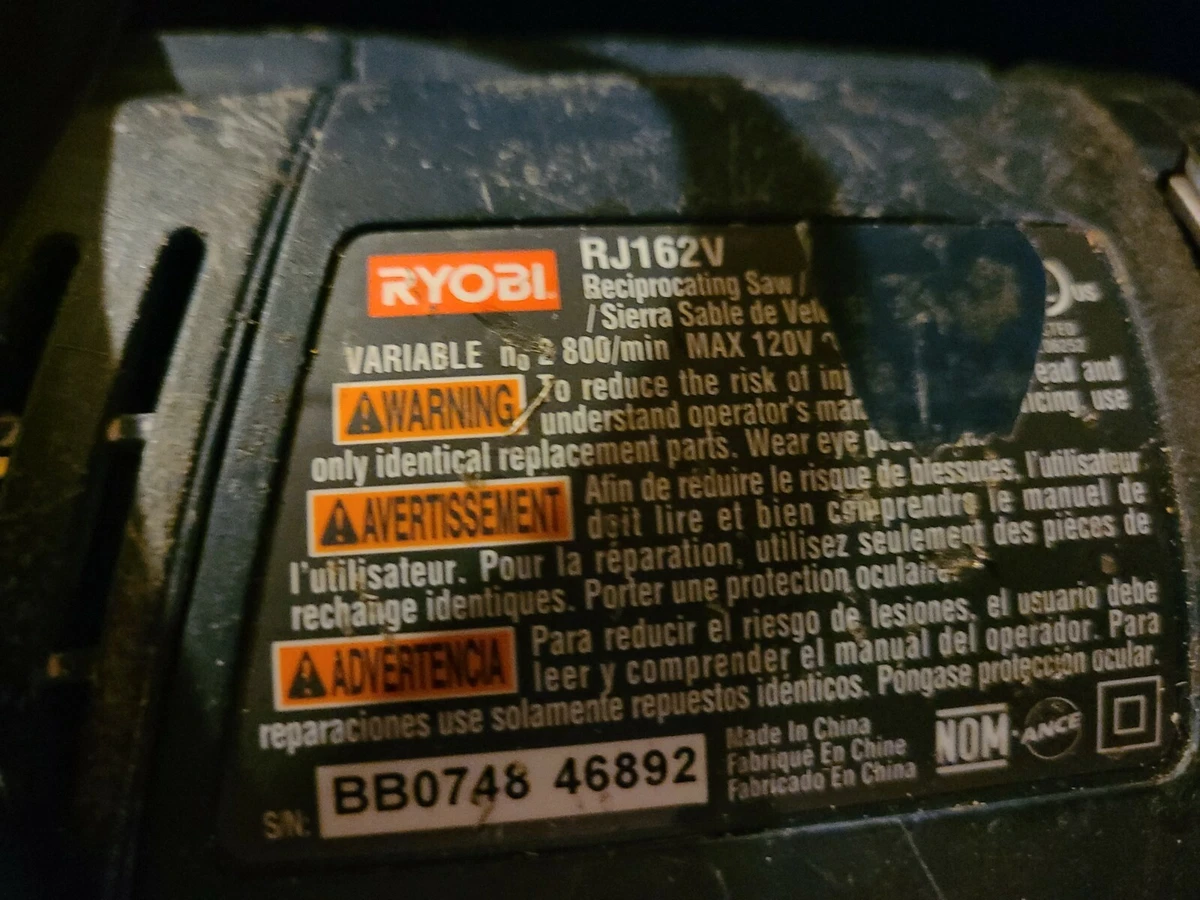 RYOBI
RJ162V
Reciprocating Saw /
/ Sierra Sable de
VARIABLE n₀ 2 800/min MAX 120V ~
WARNING To reduce the risk of and
understand operator's use
only identical replacement parts. Wear eye
AVERTISSEMENT Afin de réduire le risque de blessures, l'utilisateur
doit lire et bien comprendre le manuel de
l'utilisateur. Pour la réparation, utilisez seulement des pièces de
rechange identiques. Porter une protection oculaire.
ADVERTENCIA Para reducir el riesgo de lesiones, el usuario debe
leer y comprender el manual del operador. Para
reparaciones use solamente repuestos idénticos. Póngase protección ocular.
S/N: BB0748 46892
Made In China
Fabriqué En Chine
Fabricado En China
NOM
ANCE
US